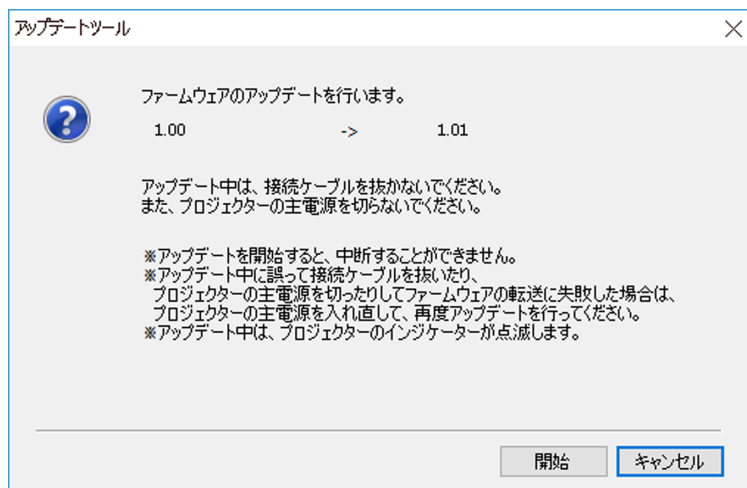 アップデートツール
ファームウェアのアップデートを行います。
1.00 -> 1.01
アップデート中は、接続ケーブルを抜かないでください。
また、プロジェクターの主電源を切らないでください。
※アップデートを開始すると、中断することができません。
※アップデート中に誤って接続ケーブルを抜いたり、
プロジェクターの主電源を切ったりしてファームウェアの転送に失敗した場合は、
プロジェクターの主電源を入れ直して、再度アップデートを行ってください。
※アップデート中は、プロジェクターのインジケーターが点滅します。
開始 キャンセル